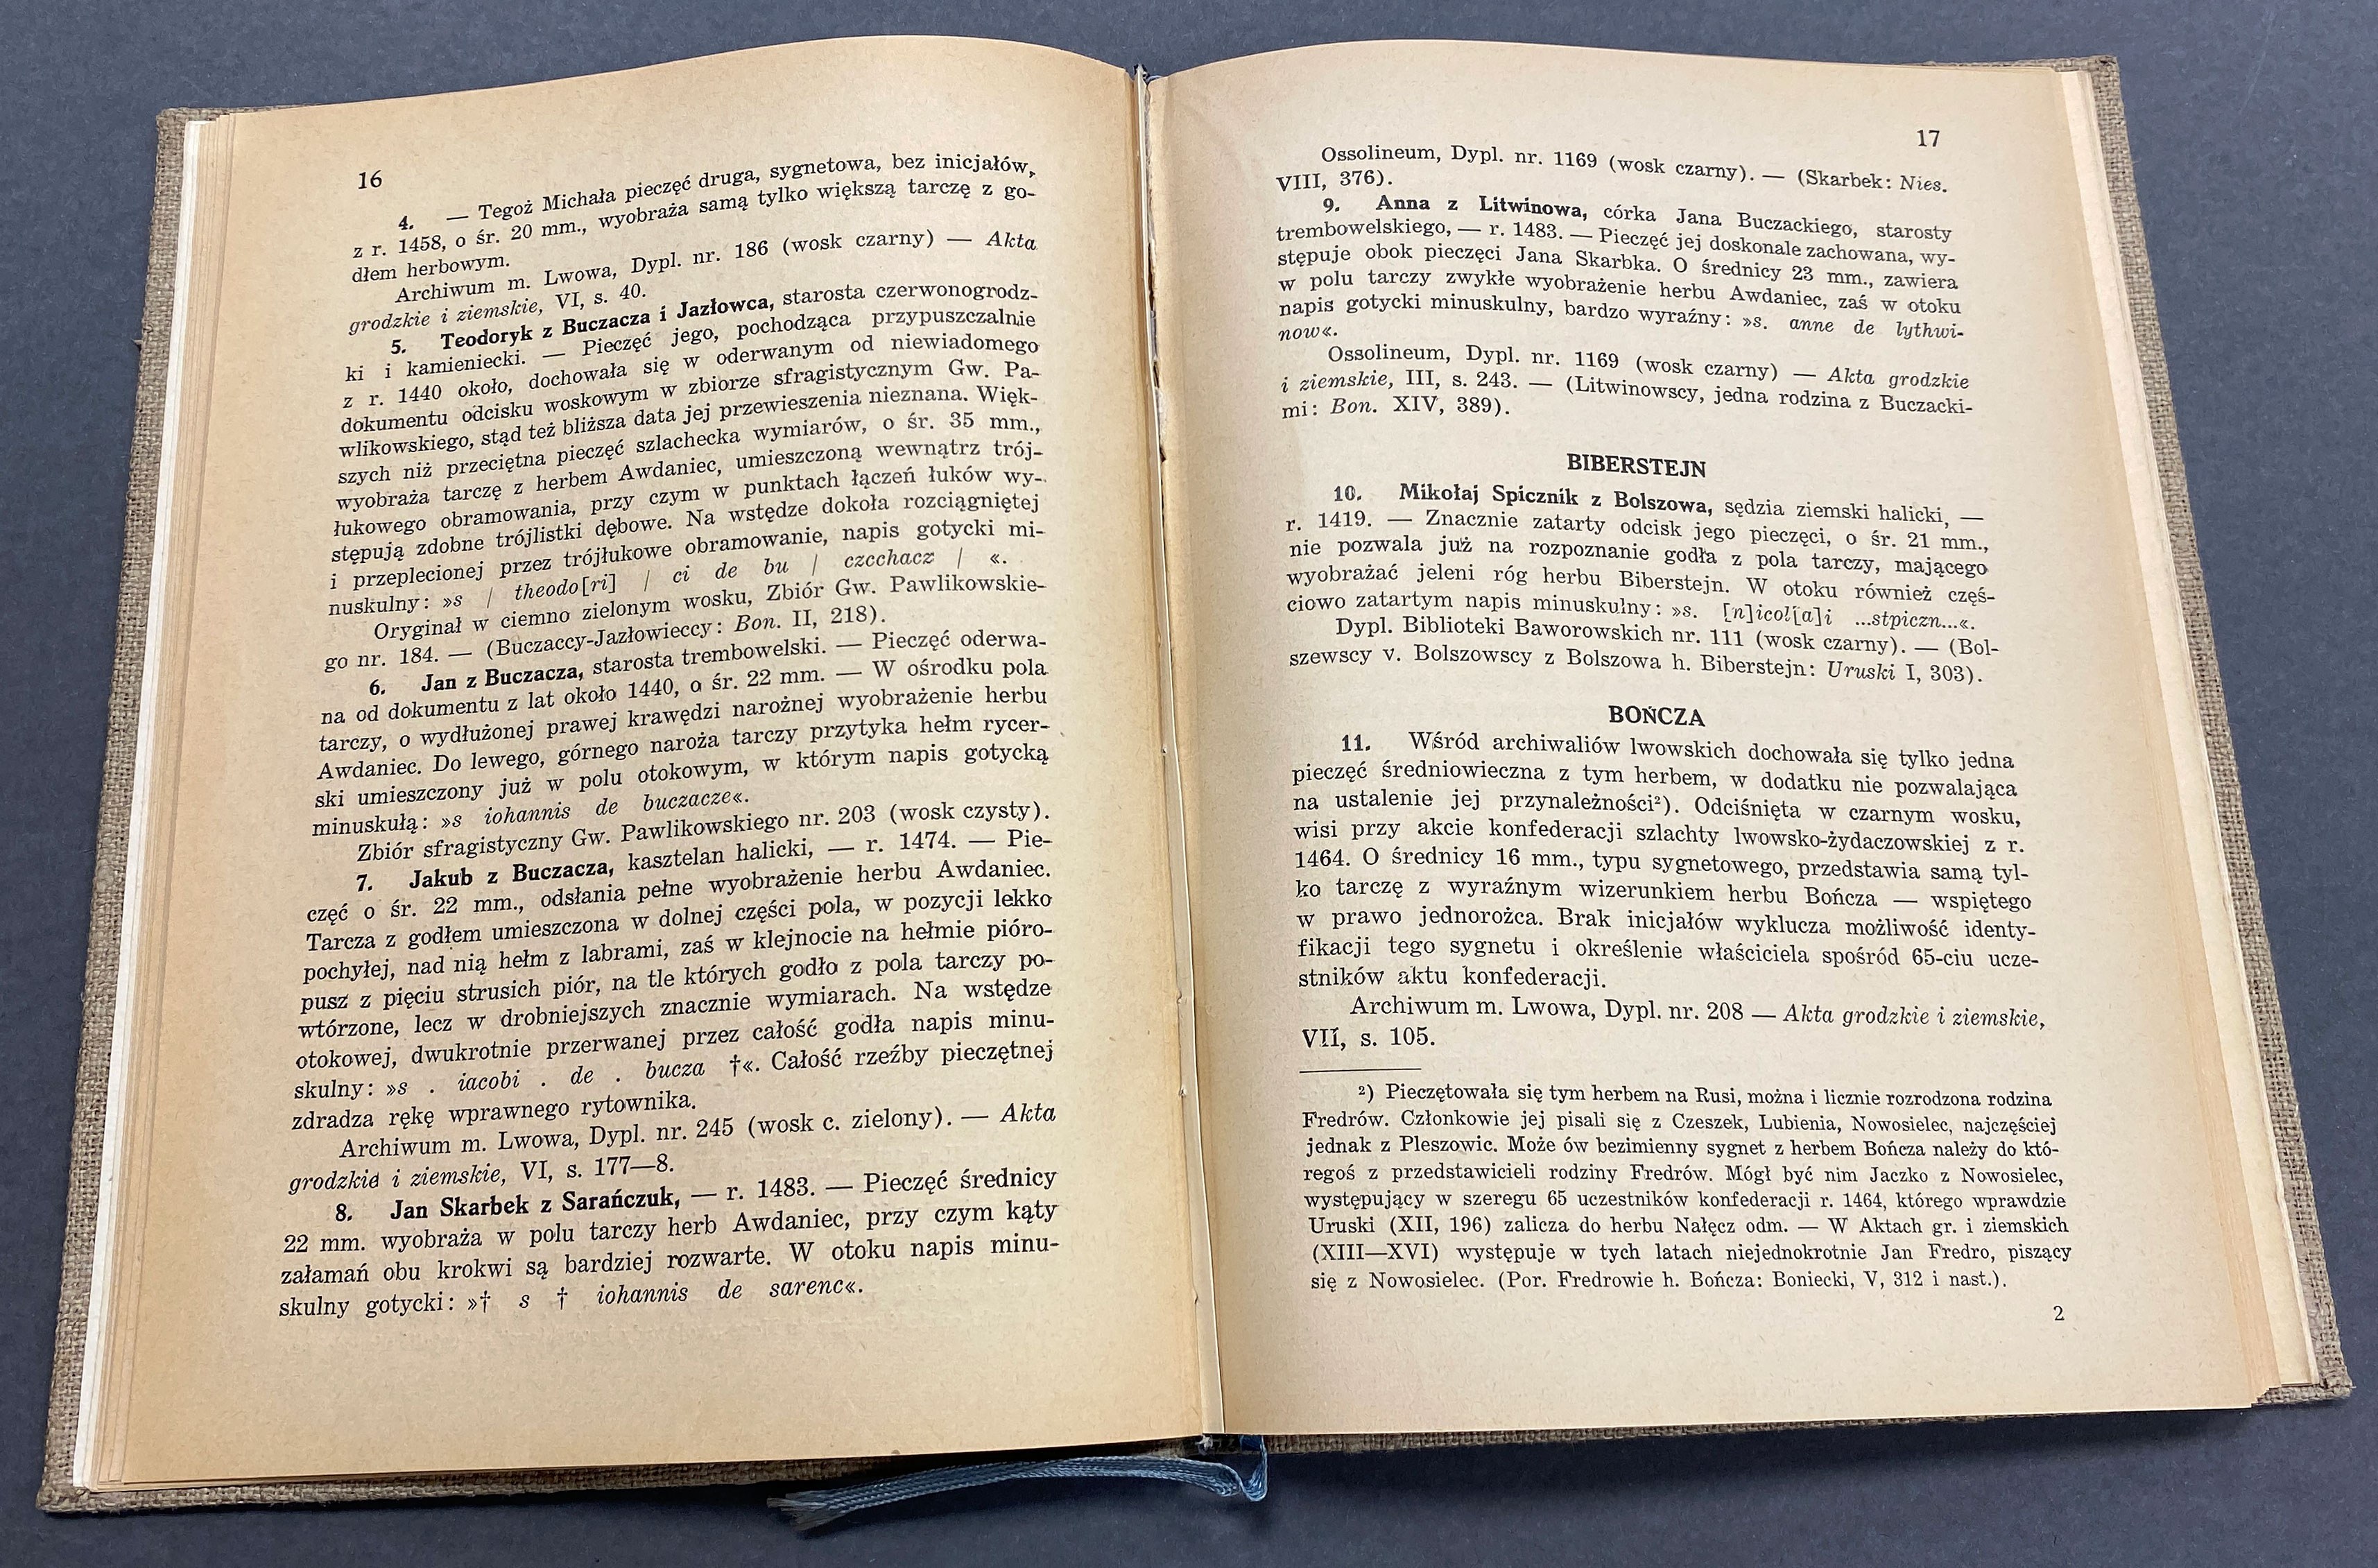 16
4. — Tegoż Michała pieczęć druga, sygnetowa, bez inicjałów,
z r. 1458, o śr. 20 mm., wyobraża samą tylko większą tarczę z go-
dłem herbowym.
Archiwum m. Lwowa, Dypl. nr. 186 (wosk czarny) — Akta
grodzkie i ziemskie, VI, s. 40.
5. Teodoryk z Buczacza i Jazłowca, starosta czerwonogrodz-
ki i kamieniecki. — Pieczęć jego, pochodząca przypuszczalnie
z r. 1440 około, dochowała się w oderwanym od niewiadomego
dokumentu odcisku woskowym w zbiorze sfragistycznym Gw. Pa-
wlikowskiego, stąd też bliższa data jej przewieszenia nieznana. Więk-
szych niż przeciętna pieczęć szlachecka wymiarów, o śr. 35 mm.,
wyobraża tarczę z herbem Awdaniec, umieszczoną wewnątrz trój-
łukowego obramowania, przy czym w punktach łączeń łuków wy-
stępują zdobne trójlistki dębowe. Na wstędze dokoła rozciągniętej
i przeplecionej przez trójłukowe obramowanie, napis gotycki mi-
nuskulny: »s / theodo[ri] / ci de bu / czcchacz / «.
Oryginał w ciemno zielonym wosku, Zbiór Gw. Pawlikowskie-
go nr. 184. — (Buczaccy-Jazłowieccy: Bon. II, 218).
6. Jan z Buczacza, starosta trembowelski. — Pieczęć oderwa-
na od dokumentu z lat około 1440, o śr. 22 mm. — W ośrodku pola
tarczy, o wydłużonej prawej krawędzi narożnej wyobrażenie herbu
Awdaniec. Do lewego, górnego naroża tarczy przytyka hełm rycer-
ski umieszczony już w polu otokowym, w którym napis gotycką
minuskułą: »s iohannis de buczacze«.
Zbiór sfragistyczny Gw. Pawlikowskiego nr. 203 (wosk czysty).
7. Jakub z Buczacza, kasztelan halicki, — r. 1474. — Pie-
częć o śr. 22 mm., odsłania pełne wyobrażenie herbu Awdaniec.
Tarcza z godłem umieszczona w dolnej części pola, w pozycji lekko
pochyłej, nad nią hełm z labrami, zaś w klejnocie na hełmie pióro-
pusz z pięciu strusich piór, na tle których godło z pola tarczy po-
wtórzone, lecz w drobniejszych znacznie wymiarach. Na wstędze
otokowej, dwukrotnie przerwanej przez całość godła napis minu-
skulny: »s . iacobi . de . bucza †«. Całość rzeźby pieczętnej
zdradza rękę wprawnego rytownika.
Archiwum m. Lwowa, Dypl. nr. 245 (wosk c. zielony). — Akta
grodzkie i ziemskie, VI, s. 177—8.
8. Jan Skarbek z Sarańczuk, — r. 1483. — Pieczęć średnicy
22 mm. wyobraża w polu tarczy herb Awdaniec, przy czym kąty
załamań obu krokwi są bardziej rozwarte. W otoku napis minu-
skulny gotycki: »† s † iohannis de sarenc«.
17
Ossolineum, Dypl. nr. 1169 (wosk czarny). — (Skarbek: Nies.
VIII, 376).
9. Anna z Litwinowa, córka Jana Buczackiego, starosty
trembowelskiego, — r. 1483. — Pieczęć jej doskonale zachowana, wy-
stępuje obok pieczęci Jana Skarbka. O średnicy 23 mm., zawiera
w polu tarczy zwykłe wyobrażenie herbu Awdaniec, zaś w otoku
napis gotycki minuskulny, bardzo wyraźny: »s. anne de lythwi-
now«.
Ossolineum, Dypl. nr. 1169 (wosk czarny) — Akta grodzkie
i ziemskie, III, s. 243. — (Litwinowscy, jedna rodzina z Buczacki-
mi: Bon. XIV, 389).
BIBERSTEJN
10. Mikołaj Spicznik z Bolszowa, sędzia ziemski halicki, —
r. 1419. — Znacznie zatarty odcisk jego pieczęci, o śr. 21 mm.,
nie pozwala już na rozpoznanie godła z pola tarczy, mającego
wyobrażać jeleni róg herbu Biberstejn. W otoku również częś-
ciowo zatartym napis minuskulny: »s. [n]icol[a]i ...stpiczn...«.
Dypl. Biblioteki Baworowskich nr. 111 (wosk czarny). — (Bol-
szewscy v. Bolszowscy z Bolszowa h. Biberstejn: Uruski I, 303).
BOŃCZA
11. Wśród archiwaliów lwowskich dochowała się tylko jedna
pieczęć średniowieczna z tym herbem, w dodatku nie pozwalająca
na ustalenie jej przynależności²). Odciśnięta w czarnym wosku,
wisi przy akcie konfederacji szlachty lwowsko-żydaczowskiej z r.
1464. O średnicy 16 mm., typu sygnetowego, przedstawia samą tyl-
ko tarczę z wyraźnym wizerunkiem herbu Bończa — wspiętego
w prawo jednorożca. Brak inicjałów wyklucza możliwość identy-
fikacji tego sygnetu i określenie właściciela spośród 65-ciu ucze-
stników aktu konfederacji.
Archiwum m. Lwowa, Dypl. nr. 208 — Akta grodzkie i ziemskie,
VII, s. 105.
²) Pieczętowała się tym herbem na Rusi, można i licznie rozrodzona rodzina
Fredrów. Członkowie jej pisali się z Czeszek, Lubienia, Nowosielec, najczęściej
jednak z Pleszowic. Może ów bezimienny sygnet z herbem Bończa należy do któ-
regoś z przedstawicieli rodziny Fredrów. Mógł być nim Jaczko z Nowosielec,
występujący w szeregu 65 uczestników konfederacji r. 1464, którego wprawdzie
Uruski (XII, 196) zalicza do herbu Nałęcz odm. — W Aktach gr. i ziemskich
(XIII—XVI) występuje w tych latach niejednokrotnie Jan Fredro, piszący
się z Nowosielec. (Por. Fredrowie h. Bończa: Boniecki, V, 312 i nast.).
2